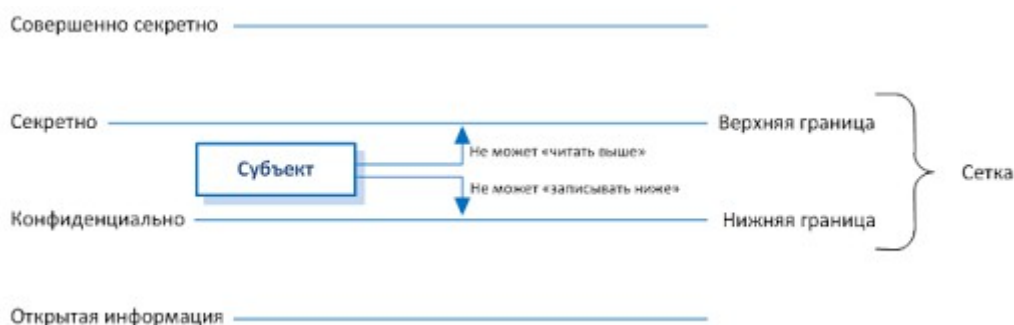 Совершенно секретно
Секретно
Верхняя граница
Не может «читать выше»
Субъект
Сетка
Не может «записывать ниже»
Конфиденциально
Нижняя граница
Открытая информация